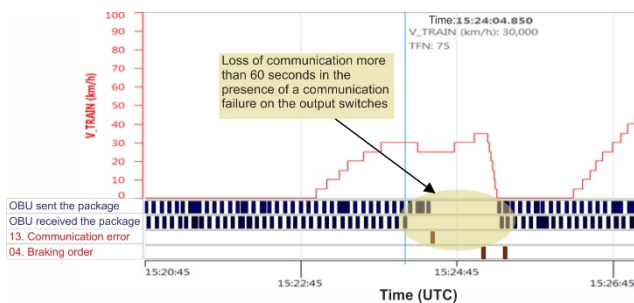 100
90
80
70
60
50
40
30
20
10
0
V_TRAIN (km/h)
Time:15:24:04.850
V_TRAIN (km/h): 30,000
TFN: 75
Loss of communication more
than 60 seconds in the
presence of a communication
failure on the output switches
OBU sent the package
OBU received the package
13. Communication error
04. Braking order
15:20:45
15:22:45
15:24:45
15:26:45
Time (UTC)